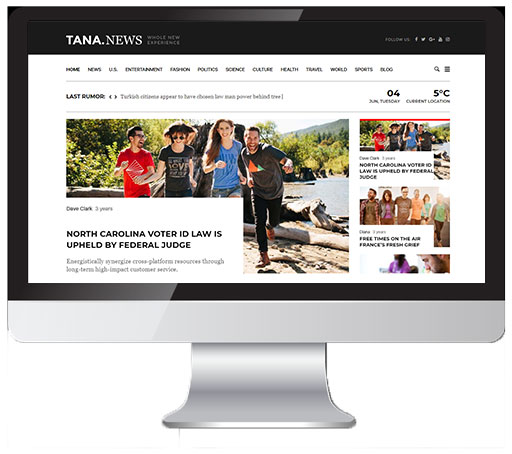 TANA.NEWS WHOLE NEW
EXPERIENCE
FOLLOW US:
HOME NEWS U.S. ENTERTAINMENT FASHION POLITICS SCIENCE CULTURE HEALTH TRAVEL WORLD SPORTS BLOG
LAST RUMOR: Turkish citizens appear to have chosen law man power behind tree
04
JUN, TUESDAY
5°C
CURRENT LOCATION
Dave Clark 3 years
NORTH CAROLINA VOTER ID LAW IS
UPHELD BY FEDERAL JUDGE
Energistically synergize cross-platform resources through
long-term high-impact customer service.
Dave Clark 3 years
NORTH CAROLINA VOTER ID
LAW IS UPHELD BY FEDERAL
JUDGE
Diana 3 years
FREE TIMES ON THE AIR
FRANCE'S FRESH GRIEF